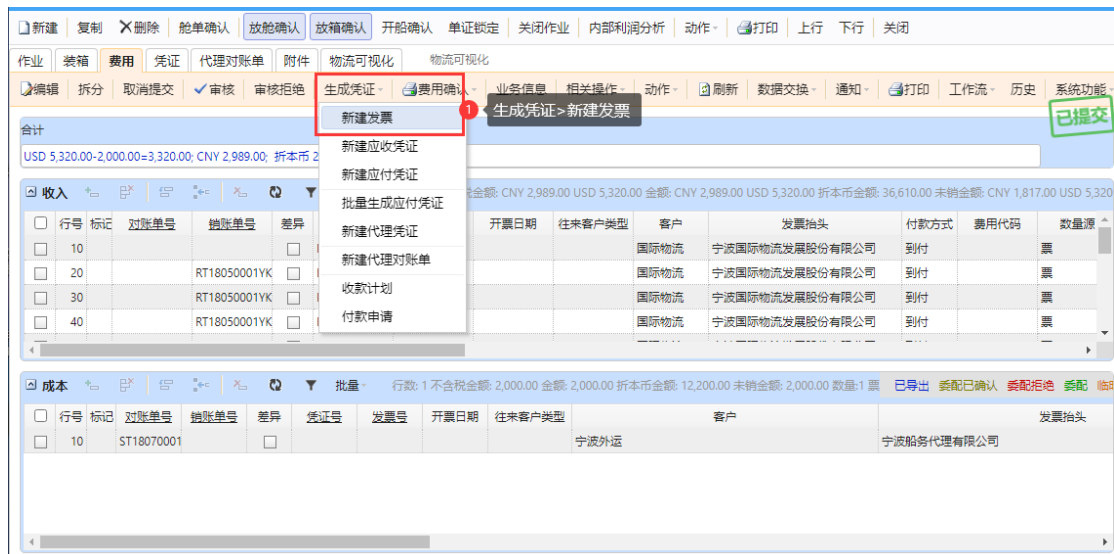 新建 复制 删除 舱单确认 放舱确认 放箱确认 开船确认 单证锁定 关闭作业 内部利润分析 动作 打印 上行 下行 关闭
作业 装箱 费用 凭证 代理对账单 附件 物流可视化 物流可视化
编辑 拆分 取消提交 审核 审核拒绝 生成凭证 费用确认 业务信息 相关操作 动作 刷新 数据交换 通知 打印 工作流 历史 系统功能
新建发票
1 生成凭证>新建发票
已提交
合计
USD 5,320.00-2,000.00=3,320.00; CNY 2,989.00; 折本币 2
新建应收凭证
新建应付凭证
批量生成应付凭证
新建代理凭证
新建代理对账单
收款计划
付款申请
收入 金额: CNY 2,989.00 USD 5,320.00 金额: CNY 2,989.00 USD 5,320.00 折本币金额: 36,610.00 未销金额: CNY 1,817.00 USD 5,320
行号 标记 对账单号 销账单号 差异 开票日期 往来客户类型 客户 发票抬头 付款方式 费用代码 数量源
10 国际物流 宁波国际物流发展股份有限公司 到付 票
20 RT18050001YK 国际物流 宁波国际物流发展股份有限公司 到付 票
30 RT18050001YK 国际物流 宁波国际物流发展股份有限公司 到付 票
40 RT18050001YK 国际物流 宁波国际物流发展股份有限公司 到付 票
成本 批量 行数: 1 不含税金额: 2,000.00 金额: 2,000.00 折本币金额: 12,200.00 未销金额: 2,000.00 数量:1 票 已导出 委配已确认 委配拒绝 委配 临时
行号 标记 对账单号 销账单号 差异 凭证号 发票号 开票日期 往来客户类型 客户 发票抬头
10 ST18070001 宁波外运 宁波船务代理有限公司